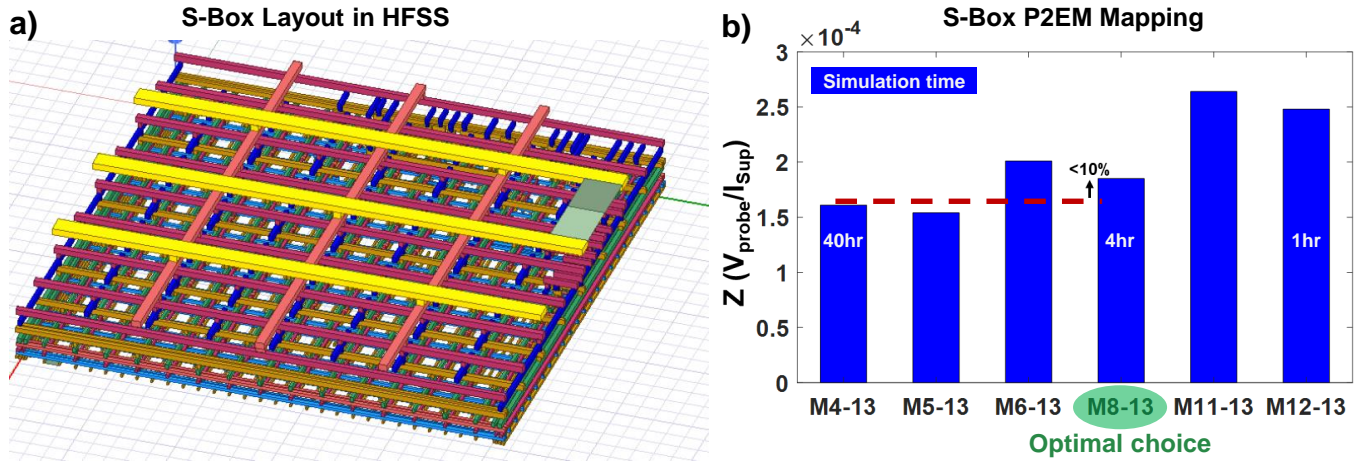 a)
S-Box Layout in HFSS
b)
S-Box P2EM Mapping
×10⁻⁴
Simulation time
Z (V_probe/I_sup)
3
2.5
2
1.5
1
0.5
0
<10%
40hr
4hr
1hr
M4-13
M5-13
M6-13
M8-13
M11-13
M12-13
Optimal choice